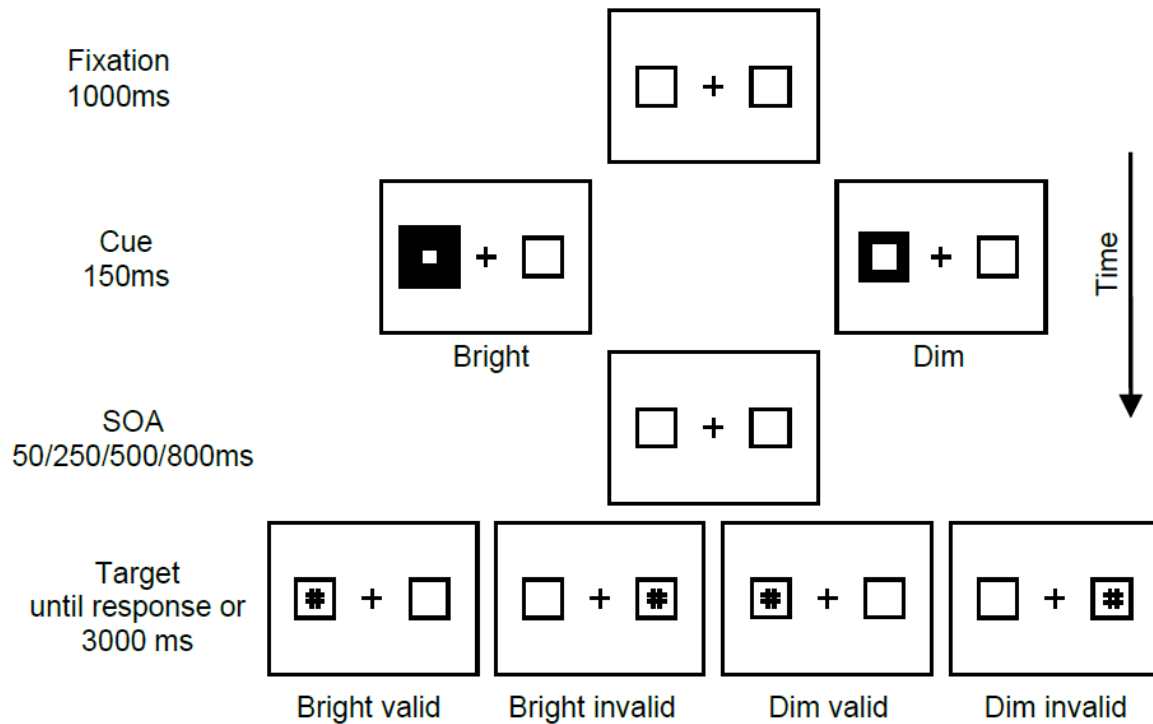 Fixation
1000ms
Cue
150ms
Bright
Dim
Time
SOA
50/250/500/800ms
Target
until response or
3000 ms
Bright valid
Bright invalid
Dim valid
Dim invalid